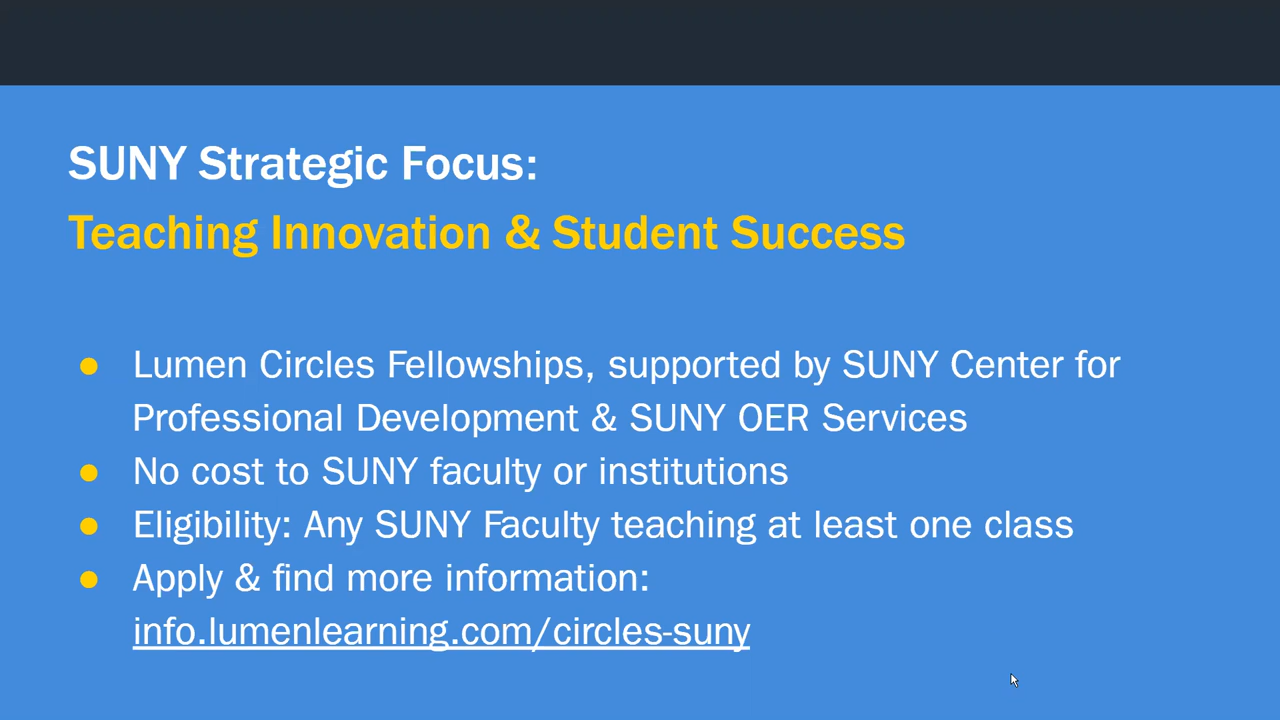 SUNY Strategic Focus:
Teaching Innovation & Student Success
● Lumen Circles Fellowships, supported by SUNY Center for
Professional Development & SUNY OER Services
● No cost to SUNY faculty or institutions
● Eligibility: Any SUNY Faculty teaching at least one class
● Apply & find more information:
info.lumenlearning.com/circles-suny